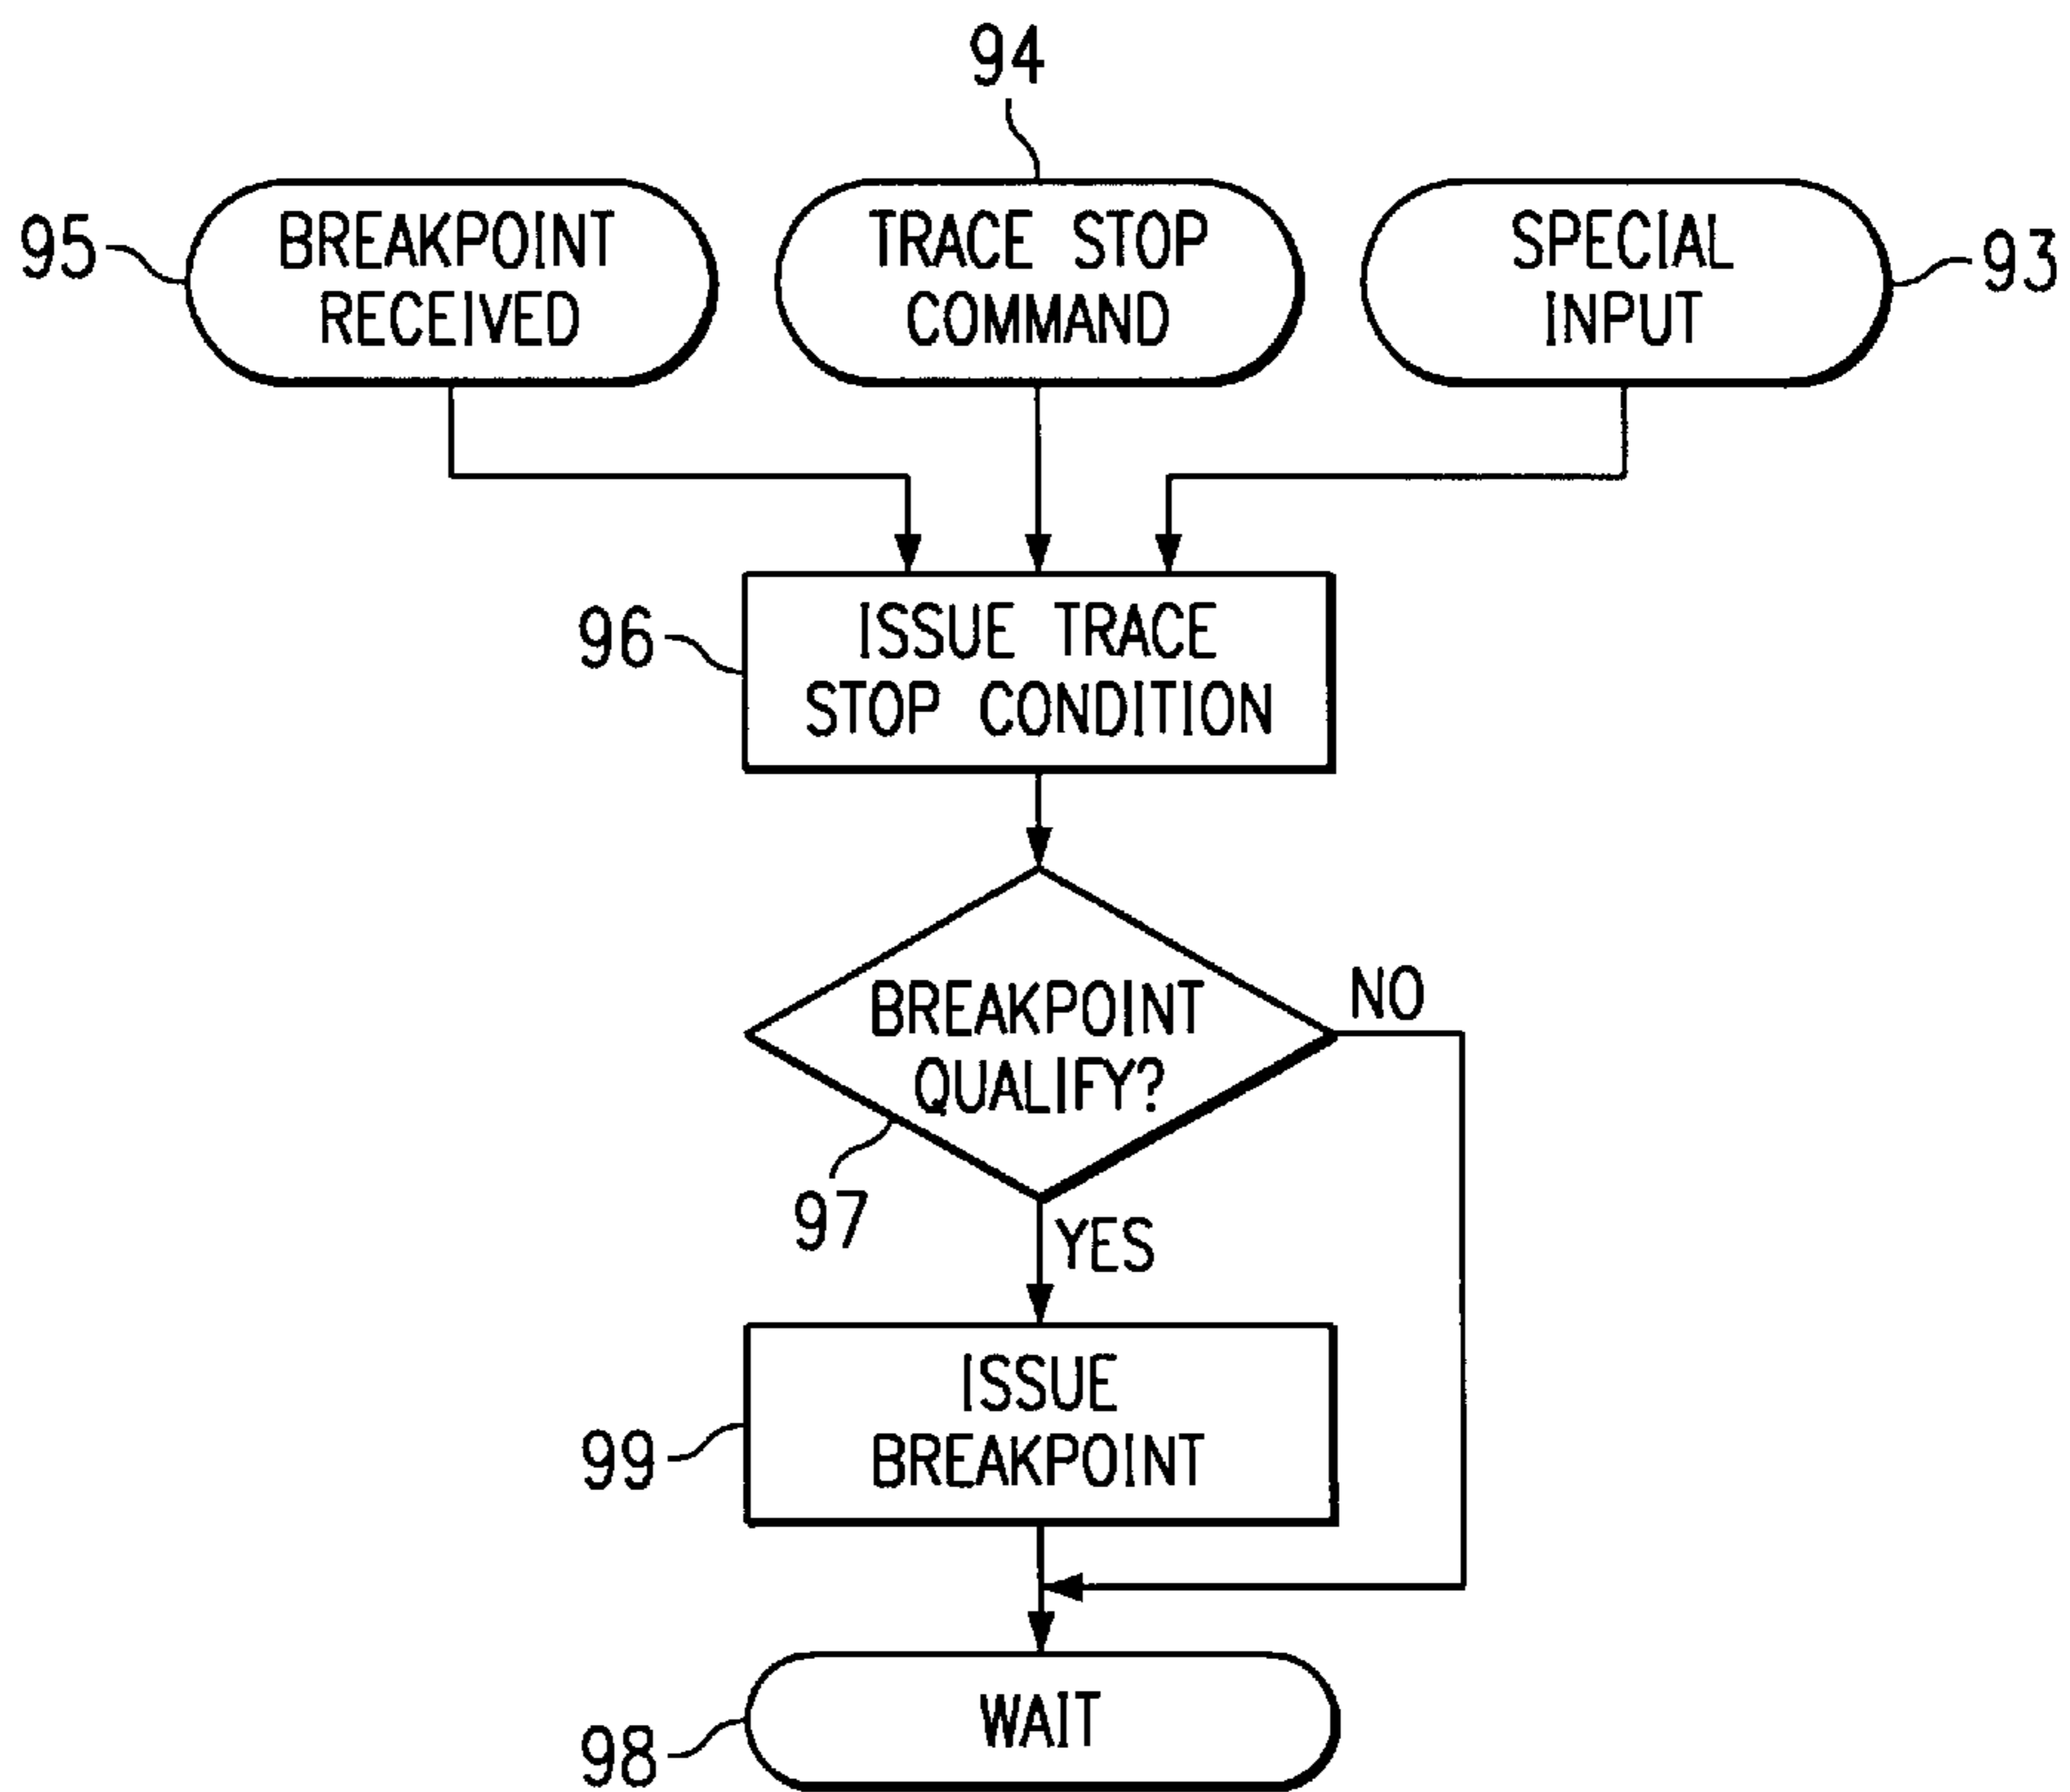 94
95
BREAKPOINT
RECEIVED
TRACE STOP
COMMAND
SPECIAL
INPUT
93
96
ISSUE TRACE
STOP CONDITION
BREAKPOINT
QUALIFY?
NO
97
YES
99
ISSUE
BREAKPOINT
98
WAIT